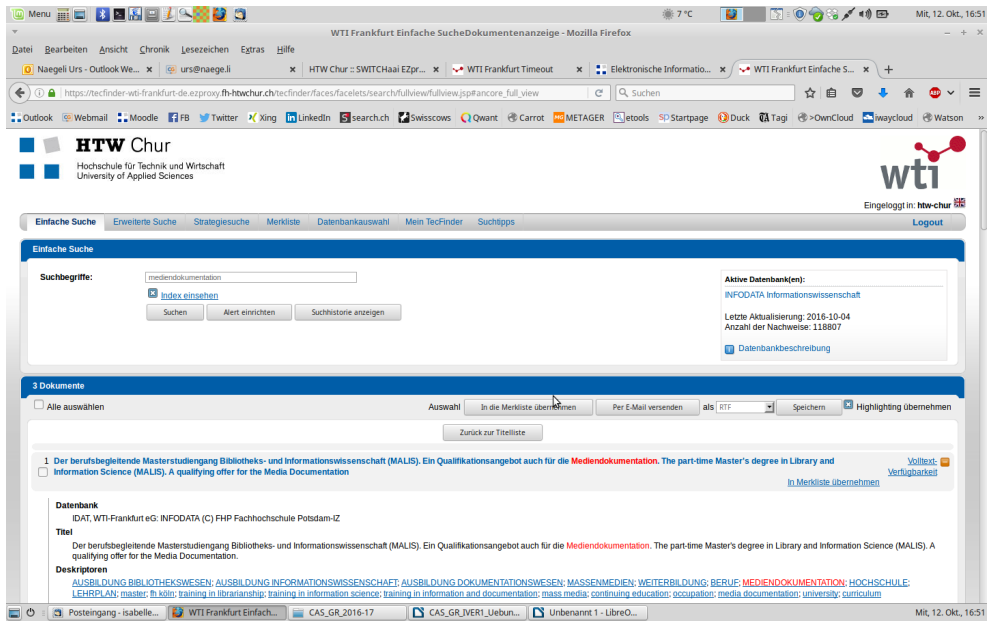 Menu 7 °C Mit, 12. Okt., 16:51
WTI Frankfurt Einfache SucheDokumentenanzeige - Mozilla Firefox
Datei Bearbeiten Ansicht Chronik Lesezeichen Extras Hilfe
Naegeli Urs - Outlook We... urs@naege.li HTW Chur :: SWITCHaai EZpr... WTI Frankfurt Timeout Elektronische Informatio... WTI Frankfurt Einfache S...
https://tecfinder-wti-frankfurt-de.ezproxy.fh-htwchur.ch/tecfinder/faces/facelets/search/fullview/fullview.jsp#ancore_full_view Suchen
Outlook Webmail Moodle FB Twitter Xing LinkedIn search.ch Swisscows Qwant Carrot METAGER etools Startpage Duck Tagi >OwnCloud iwaycloud Watson »
HTW Chur
Hochschule für Technik und Wirtschaft
University of Applied Sciences
wti
Eingeloggt in: htw-chur
Einfache Suche Erweiterte Suche Strategiesuche Merkliste Datenbankauswahl Mein TecFinder Suchtipps Logout
Einfache Suche
Suchbegriffe: mediendokumentation
Index einsehen
Suchen Alert einrichten Suchhistorie anzeigen
Aktive Datenbank(en):
INFODATA Informationswissenschaft
Letzte Aktualisierung: 2016-10-04
Anzahl der Nachweise: 118807
Datenbankbeschreibung
3 Dokumente
Alle auswählen Auswahl In die Merkliste übernehmen Per E-Mail versenden als RTF Speichern Highlighting übernehmen
Zurück zur Titelliste
1 Der berufsbegleitende Masterstudiengang Bibliotheks- und Informationswissenschaft (MALIS). Ein Qualifikationsangebot auch für die Mediendokumentation. The part-time Master's degree in Library and
Information Science (MALIS). A qualifying offer for the Media Documentation
Volltext-
Verfügbarkeit
In Merkliste übernehmen
Datenbank
IDAT, WTI-Frankfurt eG: INFODATA (C) FHP Fachhochschule Potsdam-IZ
Titel
Der berufsbegleitende Masterstudiengang Bibliotheks- und Informationswissenschaft (MALIS). Ein Qualifikationsangebot auch für die Mediendokumentation. The part-time Master's degree in Library and Information Science (MALIS). A
qualifying offer for the Media Documentation.
Deskriptoren
AUSBILDUNG BIBLIOTHEKSWESEN; AUSBILDUNG INFORMATIONSWISSENSCHAFT; AUSBILDUNG DOKUMENTATIONSWESEN; MASSENMEDIEN; WEITERBILDUNG; BERUF; MEDIENDOKUMENTATION; HOCHSCHULE;
LEHRPLAN; master; fh köln; training in librarianship; training in information science; training in information and documentation; mass media; continuing education; occupation; media documentation; university; curriculum
Posteingang - isabelle... WTI Frankfurt Einfach... CAS_GR_2016-17 CAS_GR_IVER1_Uebun... Unbenannt 1 - LibreO... Mit, 12. Okt., 16:51